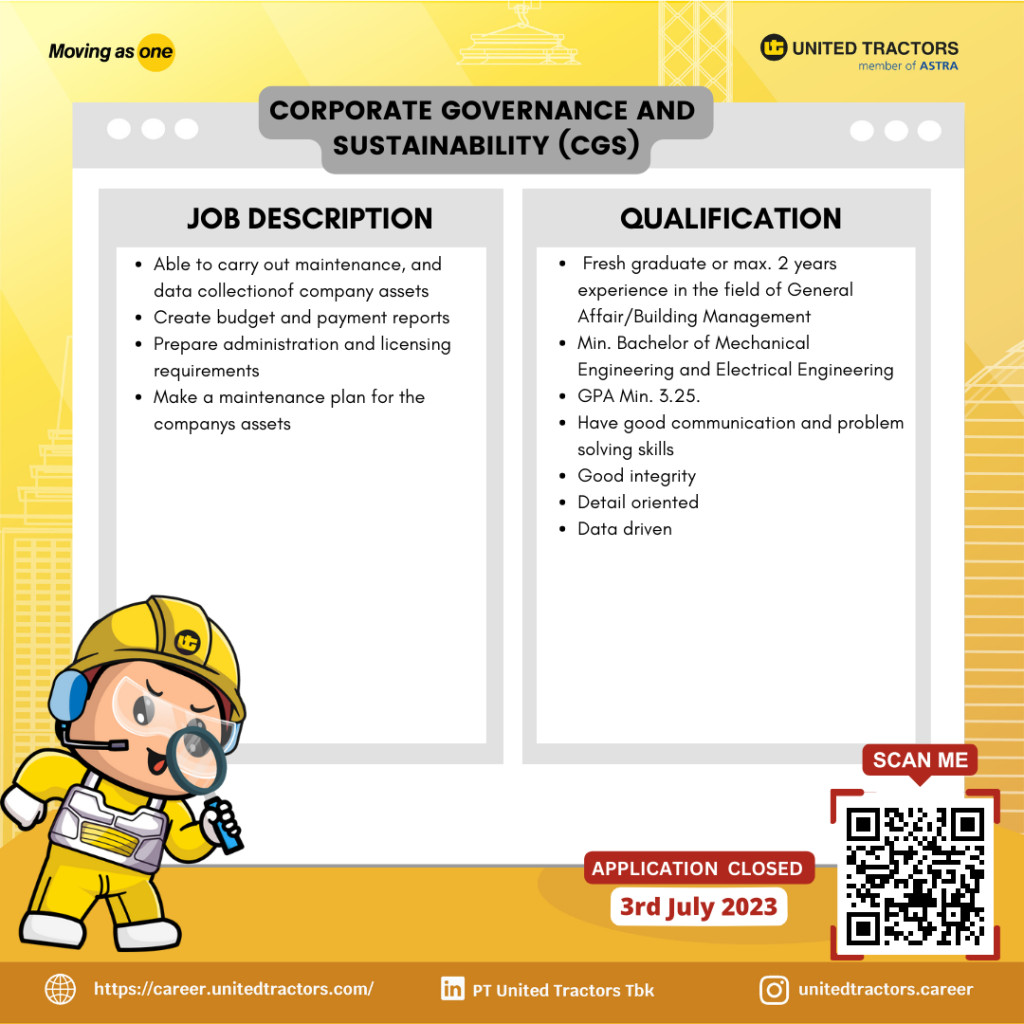 Moving as one
UNITED TRACTORS
member of ASTRA
CORPORATE GOVERNANCE AND
SUSTAINABILITY (CGS)
JOB DESCRIPTION
• Able to carry out maintenance, and
data collectionof company assets
• Create budget and payment reports
• Prepare administration and licensing
requirements
• Make a maintenance plan for the
companys assets
QUALIFICATION
• Fresh graduate or max. 2 years
experience in the field of General
Affair/Building Management
• Min. Bachelor of Mechanical
Engineering and Electrical Engineering
• GPA Min. 3.25.
• Have good communication and problem
solving skills
• Good integrity
• Detail oriented
• Data driven
SCAN ME
APPLICATION CLOSED
3rd July 2023
https://career.unitedtractors.com/
in PT United Tractors Tbk
unitedtractors.career